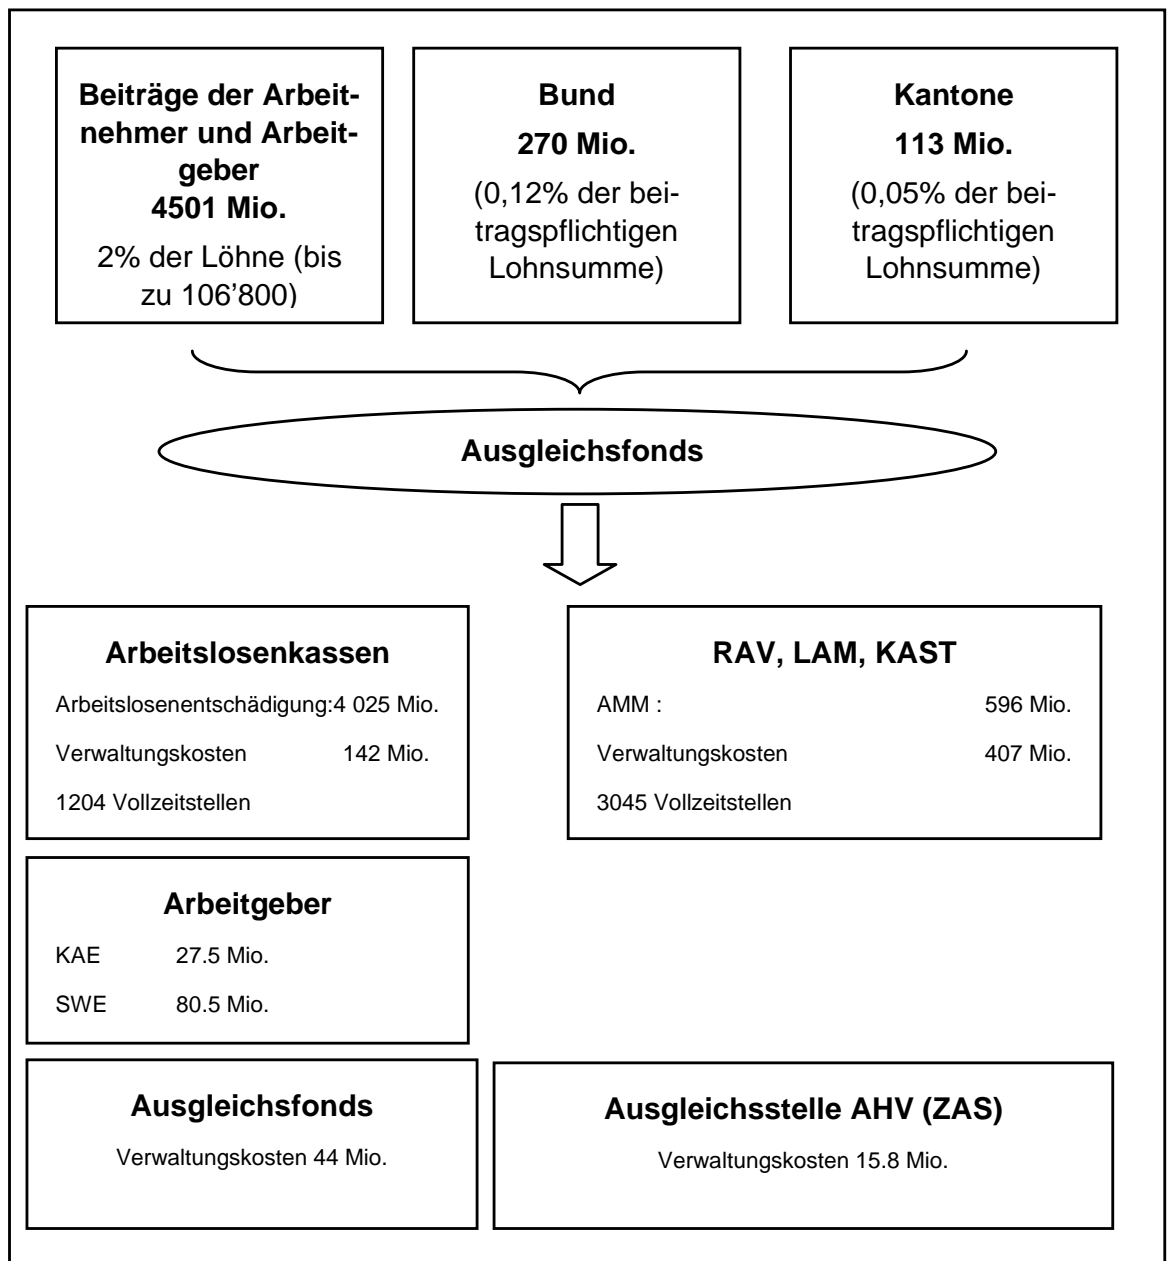 Beiträge der Arbeit-
nehmer und Arbeit-
geber
4501 Mio.
2% der Löhne (bis
zu 106’800)
Bund
270 Mio.
(0,12% der bei-
tragspflichtigen
Lohnsumme)
Kantone
113 Mio.
(0,05% der bei-
tragspflichtigen
Lohnsumme)
Ausgleichsfonds
Arbeitslosenkassen
Arbeitslosenentschädigung:4 025 Mio.
Verwaltungskosten 142 Mio.
1204 Vollzeitstellen
RAV, LAM, KAST
AMM : 596 Mio.
Verwaltungskosten 407 Mio.
3045 Vollzeitstellen
Arbeitgeber
KAE 27.5 Mio.
SWE 80.5 Mio.
Ausgleichsfonds
Verwaltungskosten 44 Mio.
Ausgleichsstelle AHV (ZAS)
Verwaltungskosten 15.8 Mio.